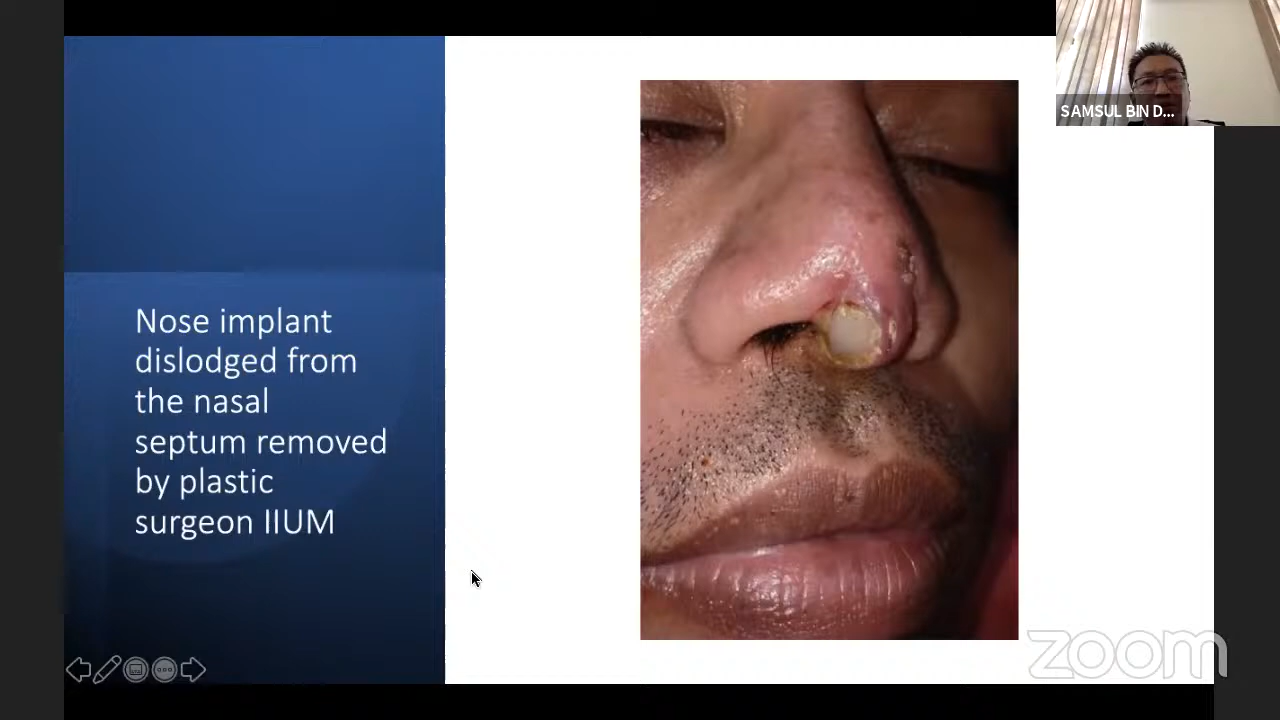 SAMSUL BIN D...
Nose implant
dislodged from
the nasal
septum removed
by plastic
surgeon IIUM
zoom